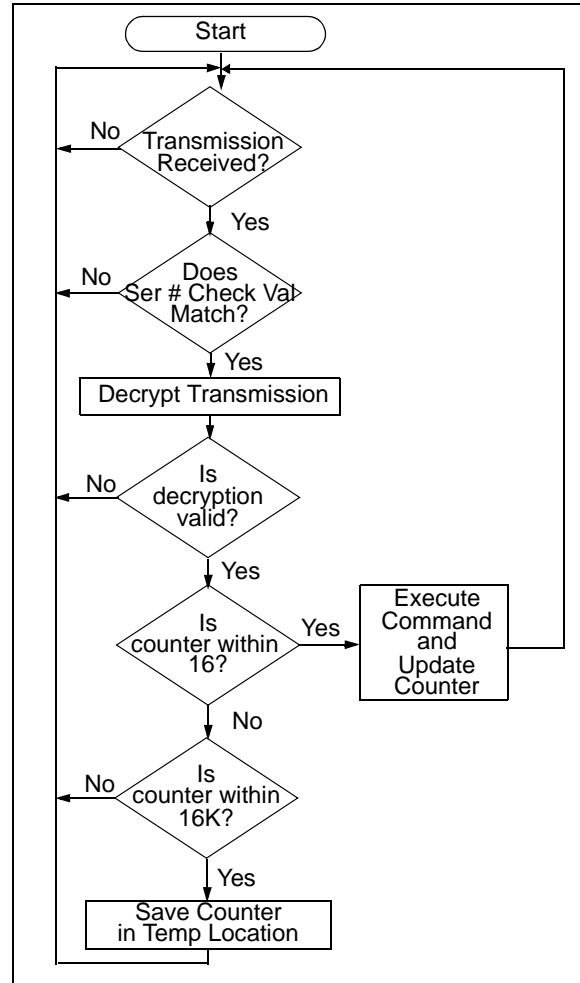 Start
No
Transmission
Received?
Yes
No
Does
Ser # Check Val
Match?
Yes
Decrypt Transmission
No
Is
decryption
valid?
Yes
Is
counter within
16?
Yes
Execute
Command
and
Update
Counter
No
No
Is
counter within
16K?
Yes
Save Counter
in Temp Location